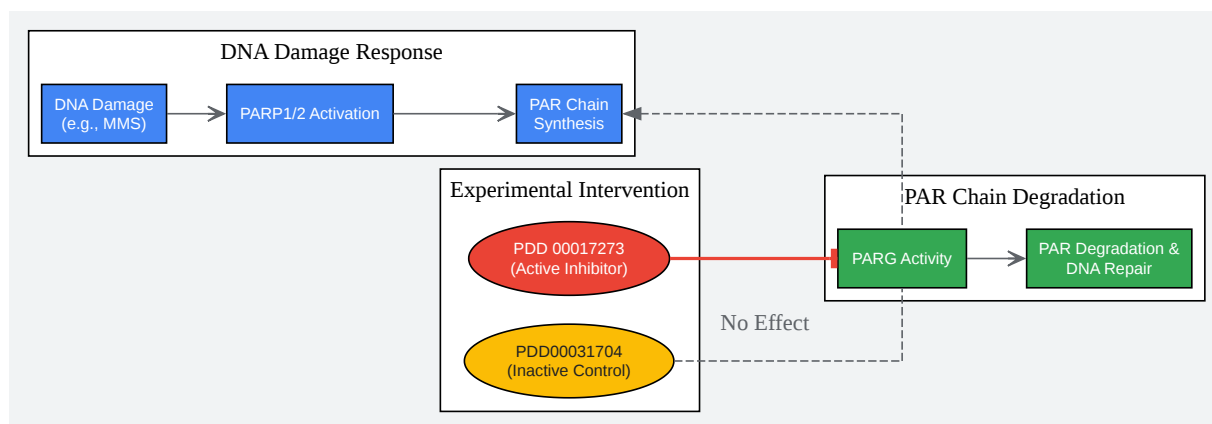 DNA Damage Response
DNA Damage
(e.g., MMS)
PARP1/2 Activation
PAR Chain
Synthesis
Experimental Intervention
PDD 00017273
(Active Inhibitor)
PDD00031704
(Inactive Control)
No Effect
PAR Chain Degradation
PARG Activity
PAR Degradation &
DNA Repair